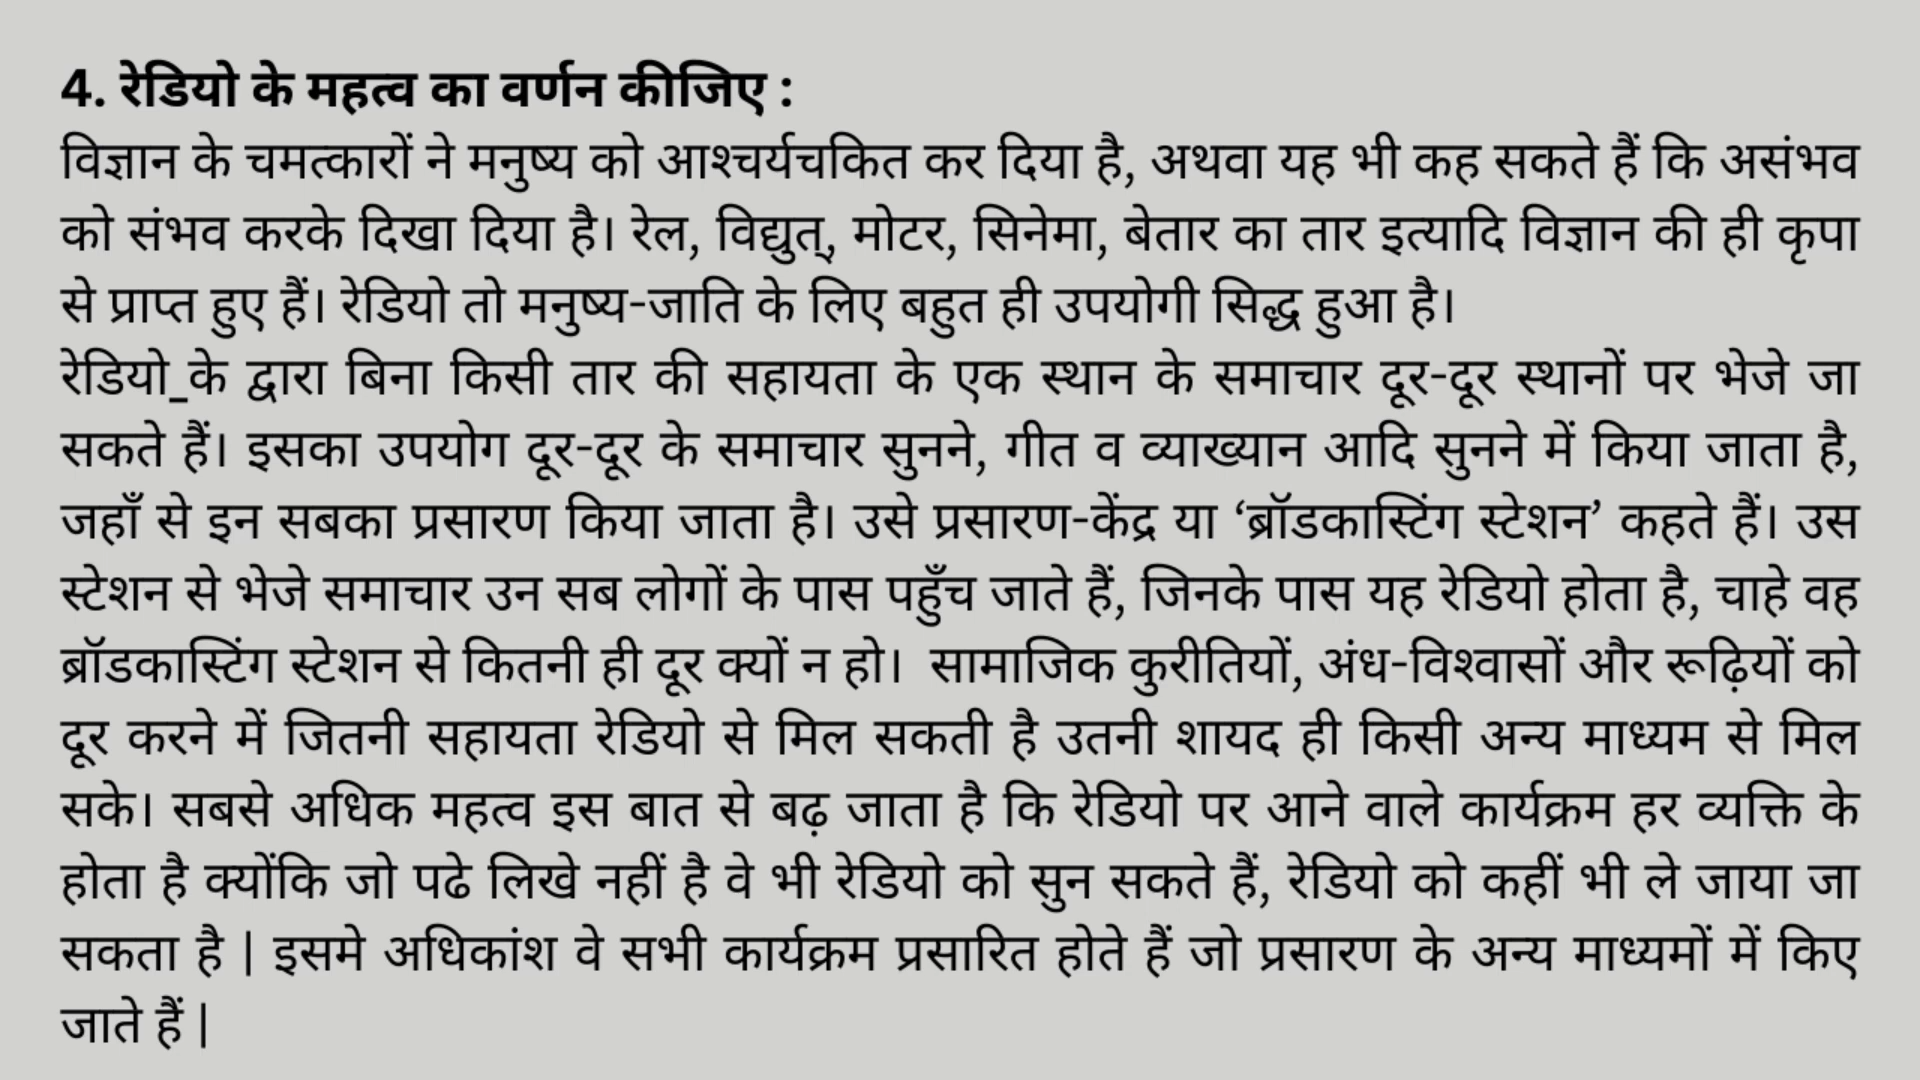 4. रेडियो के महत्व का वर्णन कीजिए :
विज्ञान के चमत्कारों ने मनुष्य को आश्चर्यचकित कर दिया है, अथवा यह भी कह सकते हैं कि असंभव
को संभव करके दिखा दिया है। रेल, विद्युत्, मोटर, सिनेमा, बेतार का तार इत्यादि विज्ञान की ही कृपा
से प्राप्त हुए हैं। रेडियो तो मनुष्य-जाति के लिए बहुत ही उपयोगी सिद्ध हुआ है।
रेडियो_के द्वारा बिना किसी तार की सहायता के एक स्थान के समाचार दूर-दूर स्थानों पर भेजे जा
सकते हैं। इसका उपयोग दूर-दूर के समाचार सुनने, गीत व व्याख्यान आदि सुनने में किया जाता है,
जहाँ से इन सबका प्रसारण किया जाता है। उसे प्रसारण-केंद्र या ‘ब्रॉडकास्टिंग स्टेशन’ कहते हैं। उस
स्टेशन से भेजे समाचार उन सब लोगों के पास पहुँच जाते हैं, जिनके पास यह रेडियो होता है, चाहे वह
ब्रॉडकास्टिंग स्टेशन से कितनी ही दूर क्यों न हो।  सामाजिक कुरीतियों, अंध-विश्वासों और रूढ़ियों को
दूर करने में जितनी सहायता रेडियो से मिल सकती है उतनी शायद ही किसी अन्य माध्यम से मिल
सके। सबसे अधिक महत्व इस बात से बढ़ जाता है कि रेडियो पर आने वाले कार्यक्रम हर व्यक्ति के
होता है क्योंकि जो पढे लिखे नहीं है वे भी रेडियो को सुन सकते हैं, रेडियो को कहीं भी ले जाया जा
सकता है | इसमे अधिकांश वे सभी कार्यक्रम प्रसारित होते हैं जो प्रसारण के अन्य माध्यमों में किए
जाते हैं |